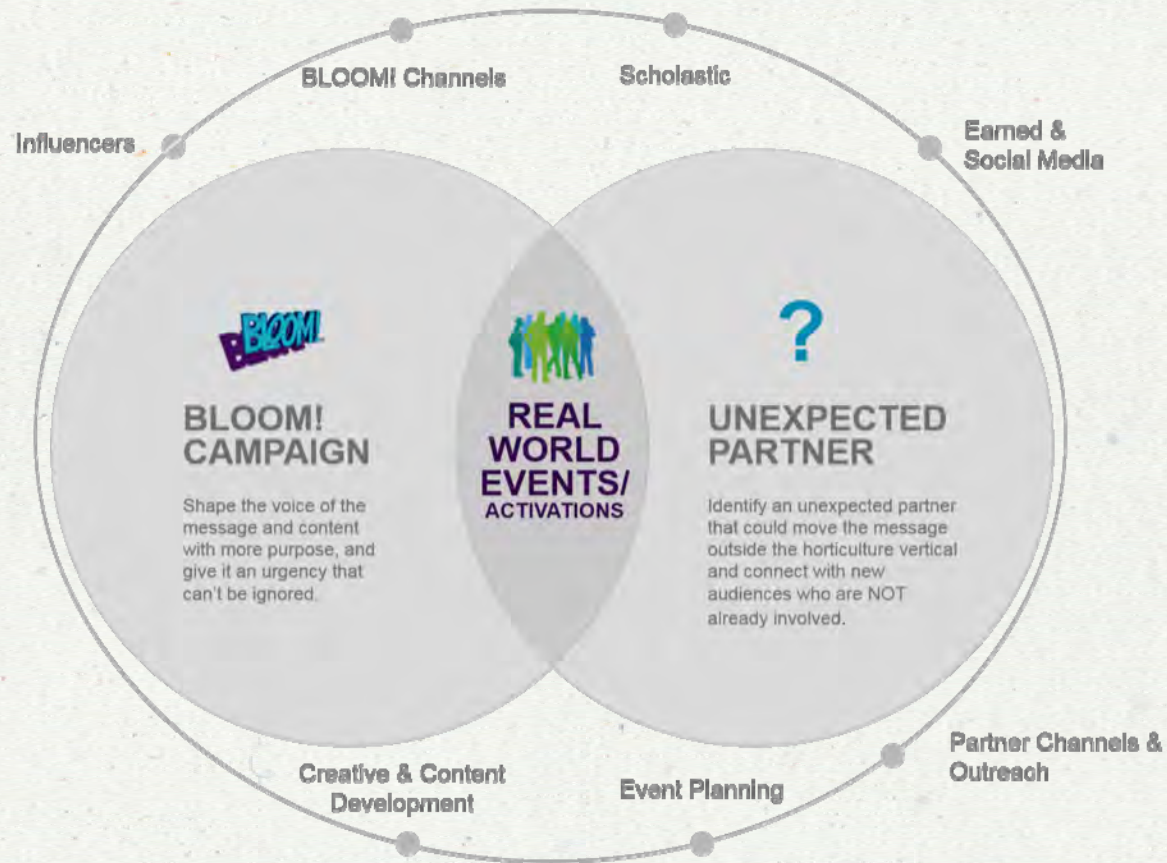 BLOOM! Channels
Scholastic
Influencers
Earned &
Social Media
BLOOM!
B
?
BLOOM!
CAMPAIGN
Shape the voice of the
message and content
with more purpose, and
give it an urgency that
can't be ignored.
REAL
WORLD
EVENTS/
ACTIVATIONS
UNEXPECTED
PARTNER
Identify an unexpected partner
that could move the message
outside the horticulture vertical
and connect with new
audiences who are NOT
already involved.
Creative & Content
Development
Event Planning
Partner Channels &
Outreach